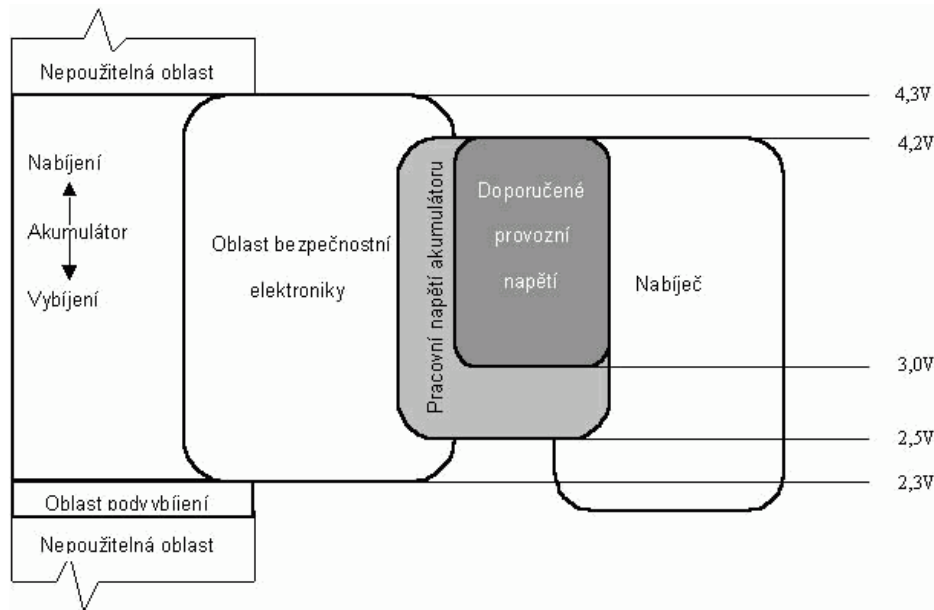 Nepoužitelná oblast
4,3V
4,2V
Nabíjení
Akumulátor
Vybíjení
Oblast bezpečnostní
elektroniky
Pracovní napětí akumulátoru
Doporučené
provozní
napětí
Nabíječ
3,0V
2,5V
2,3V
Oblast podvybíjení
Nepoužitelná oblast